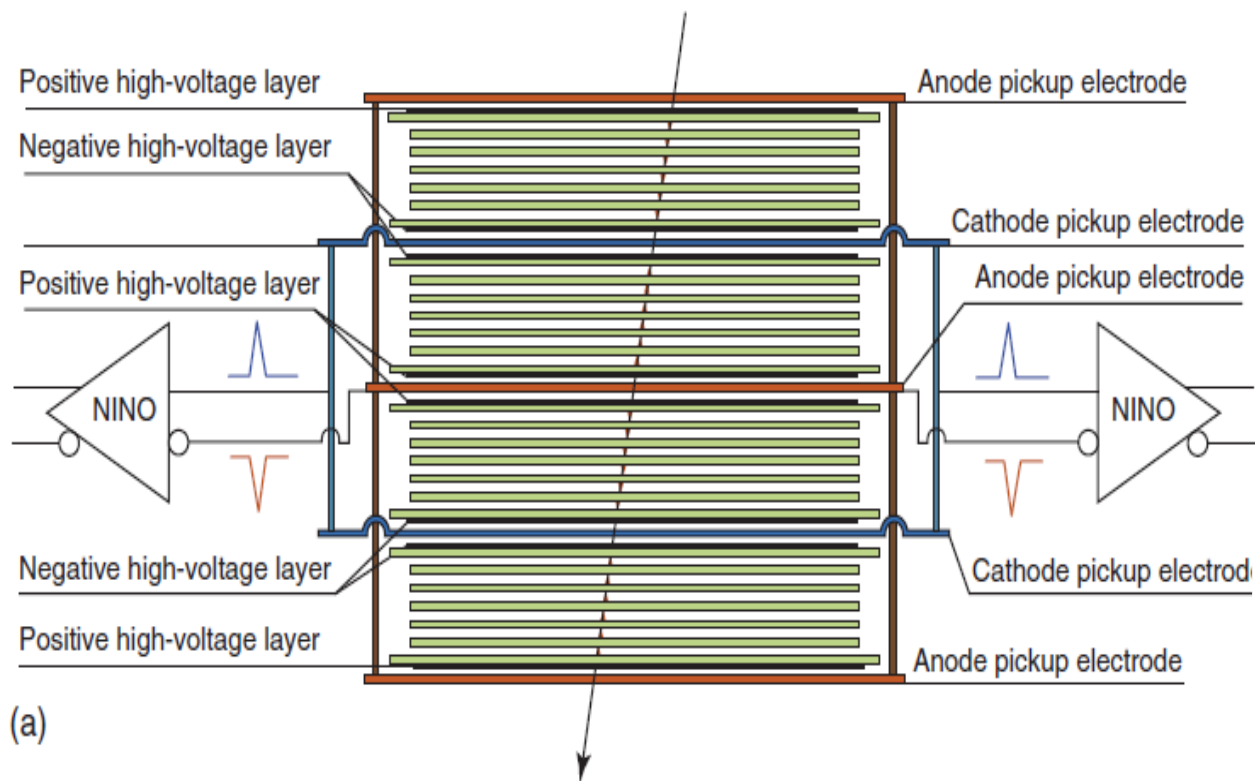 Positive high-voltage layer
Anode pickup electrode
Negative high-voltage layer
Cathode pickup electrode
Positive high-voltage layer
Anode pickup electrode
NINO
NINO
Negative high-voltage layer
Cathode pickup electrod
Positive high-voltage layer
Anode pickup electrode
(a)